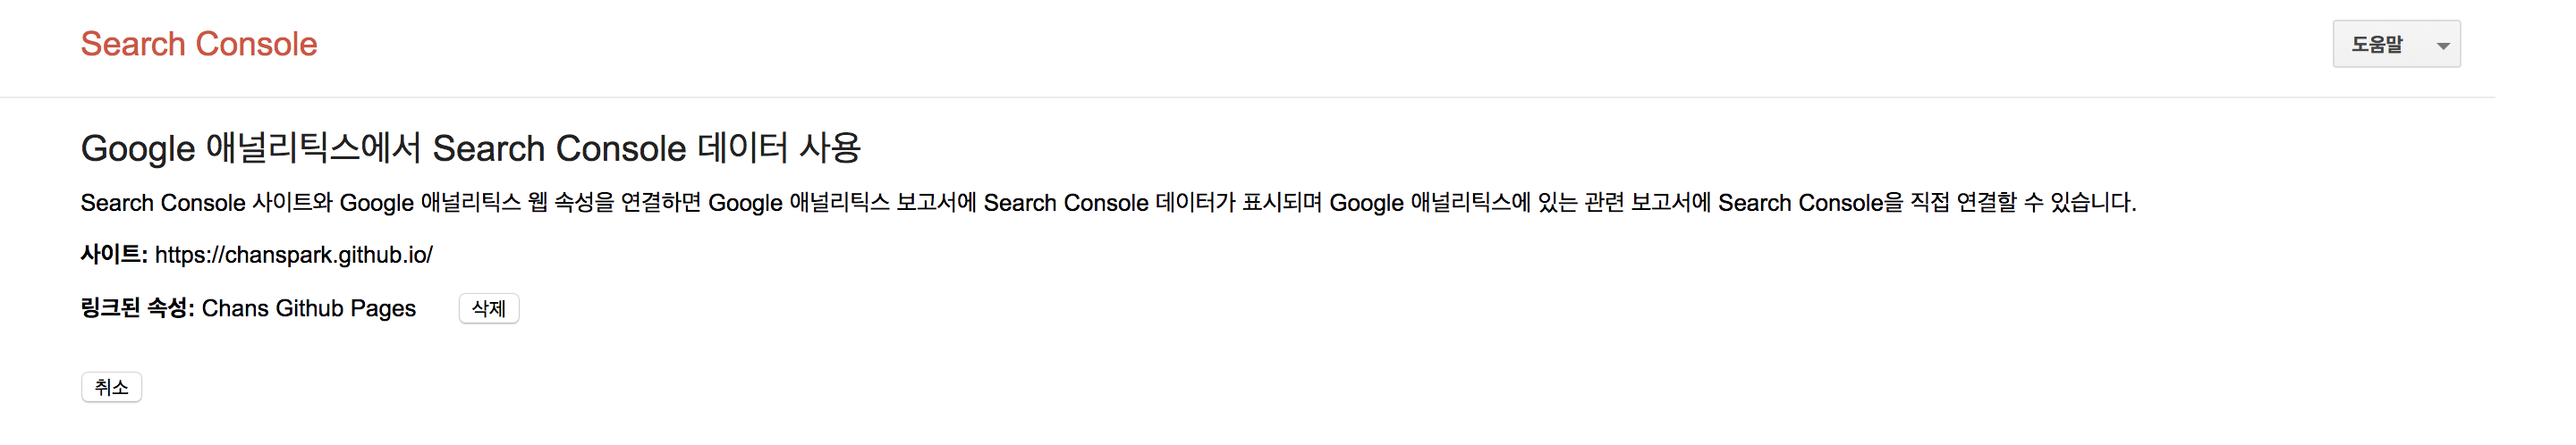 Search Console
도움말
Google 애널리틱스에서 Search Console 데이터 사용
Search Console 사이트와 Google 애널리틱스 웹 속성을 연결하면 Google 애널리틱스 보고서에 Search Console 데이터가 표시되며 Google 애널리틱스에 있는 관련 보고서에 Search Console을 직접 연결할 수 있습니다.
사이트: https://chanspark.github.io/
링크된 속성: Chans Github Pages 삭제
취소